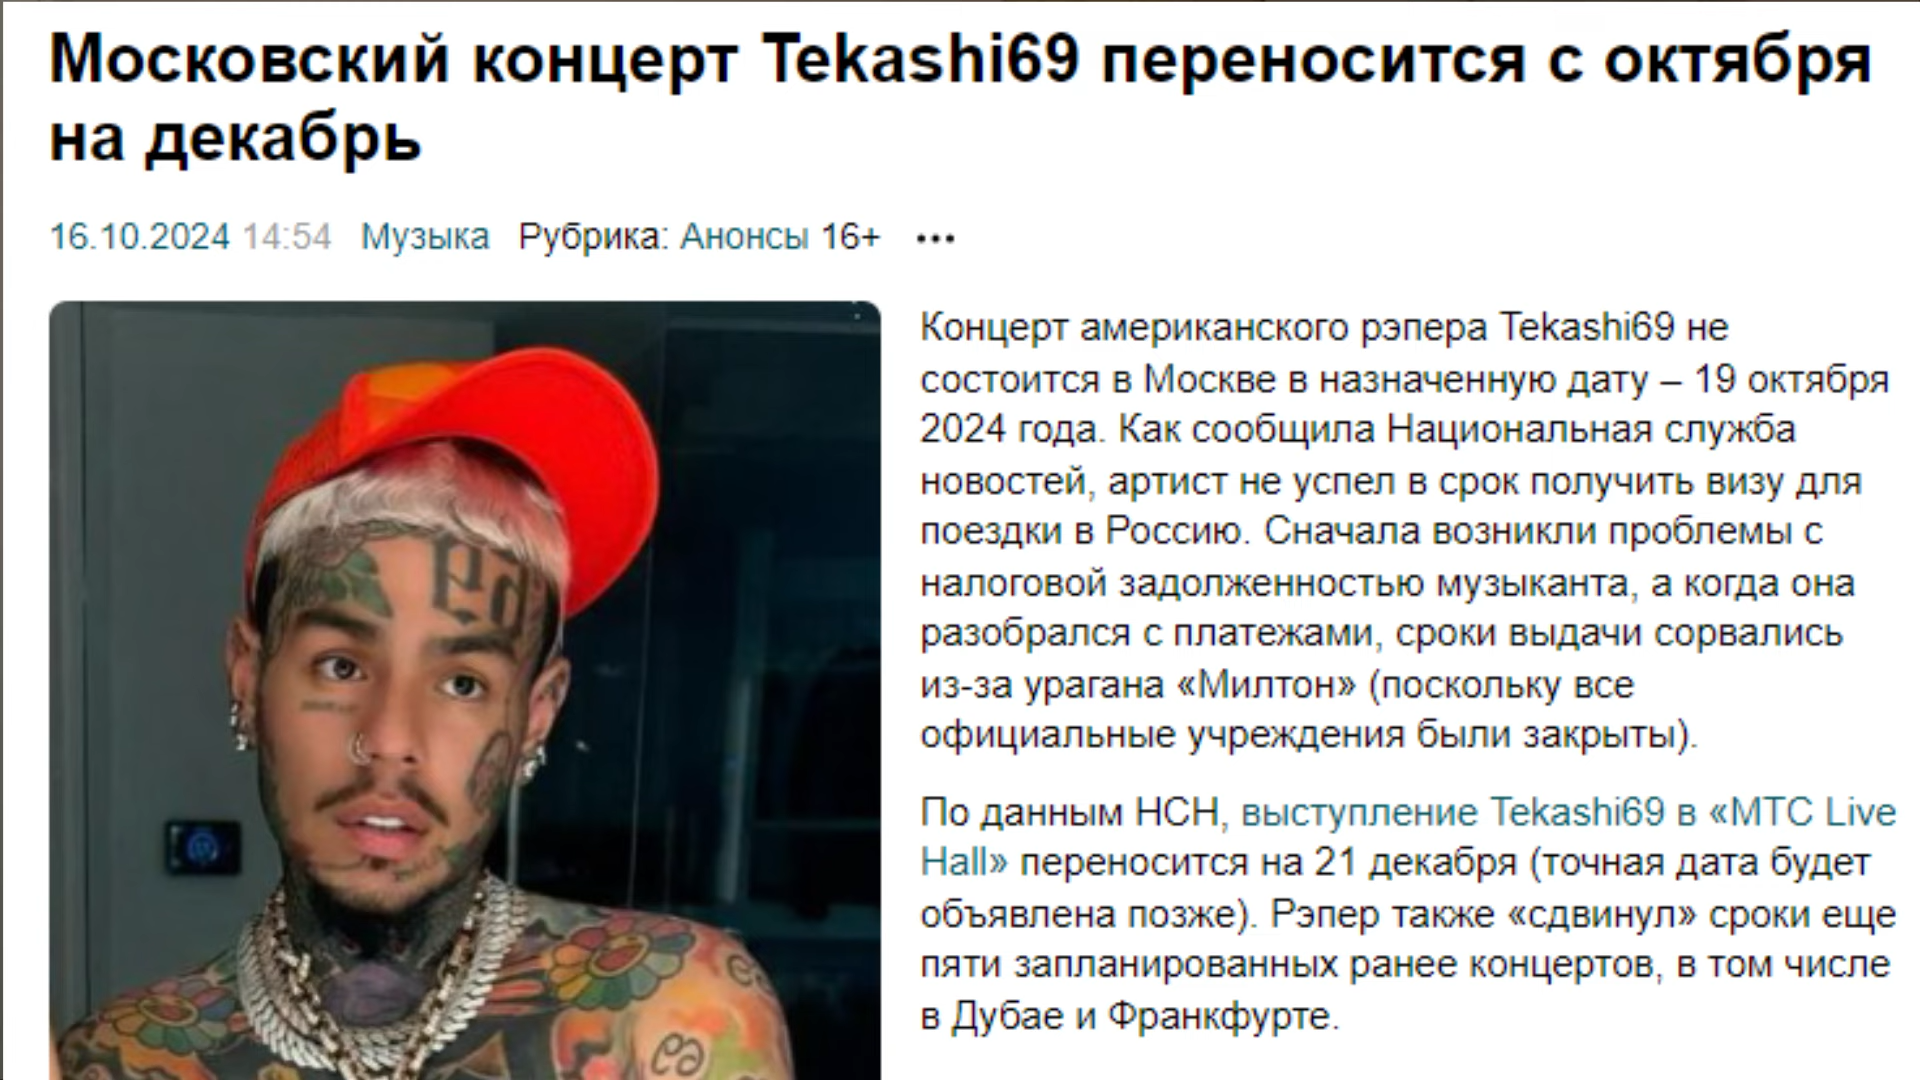 Московский концерт Tekashi69 переносится с октября
на декабрь
16.10.2024 14:54 Музыка Рубрика: Анонсы 16+ •••
Концерт американского рэпера Tekashi69 не
состоится в Москве в назначенную дату – 19 октября
2024 года. Как сообщила Национальная служба
новостей, артист не успел в срок получить визу для
поездки в Россию. Сначала возникли проблемы с
налоговой задолженностью музыканта, а когда она
разобрался с платежами, сроки выдачи сорвались
из-за урагана «Милтон» (поскольку все
официальные учреждения были закрыты).
По данным НСН, выступление Tekashi69 в «МТС Live
Hall» переносится на 21 декабря (точная дата будет
объявлена позже). Рэпер также «сдвинул» сроки еще
пяти запланированных ранее концертов, в том числе
в Дубае и Франкфурте.
69